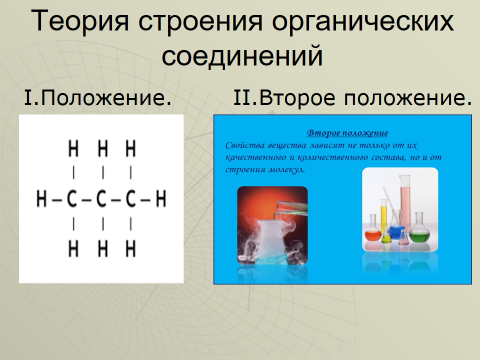 Теория строения органических
соединений
I.Положение.
II.Второе положение.
H H H
H – C – C – C – H
H H H
Второе положение
Свойства вещества зависят не только от их
качественного и количественного состава, но и от
строения молекул.